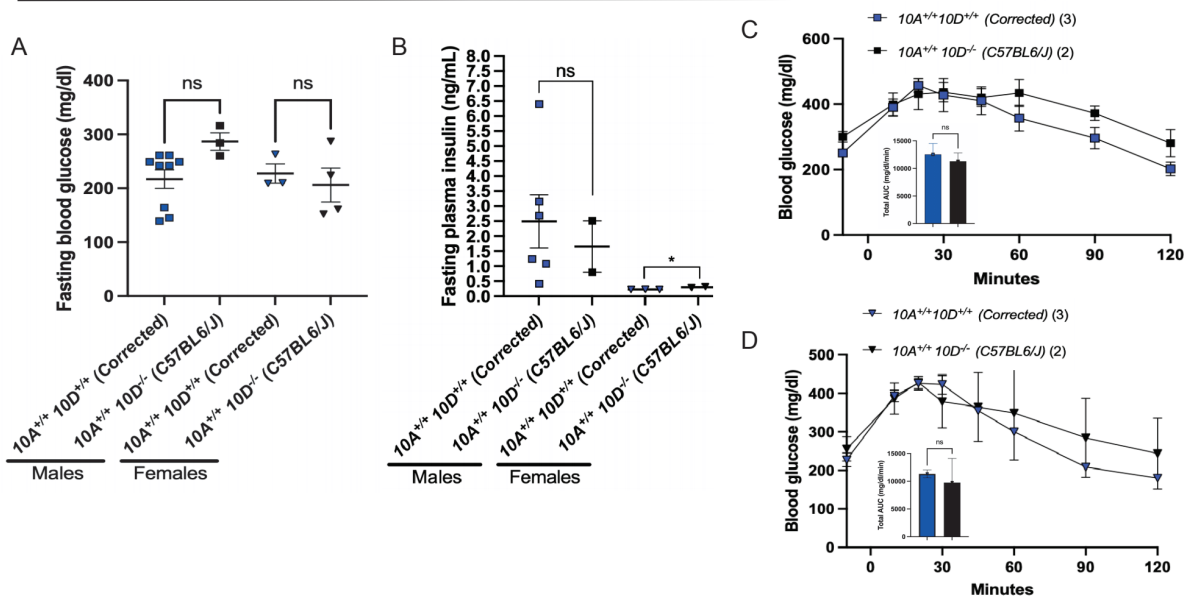 A
Fasting blood glucose (mg/dl)
400
300
200
100
0
ns
ns
10A+/+ 10D+/+ (Corrected)
10A+/+ 10D-/- (C57BL6/J)
10A+/+ 10D+/+ (Corrected)
10A+/+ 10D-/- (C57BL6/J)
Males
Females
B
Fasting plasma insulin (ng/mL)
8.0
7.5
7.0
6.5
6.0
5.5
5.0
4.5
4.0
3.5
3.0
2.5
2.0
1.5
1.0
0.5
0.0
ns
*
10A+/+ 10D+/+ (Corrected)
10A+/+ 10D-/- (C57BL6/J)
10A+/+ 10D+/+ (Corrected)
10A+/+ 10D-/- (C57BL6/J)
Males
Females
C
10A+/+10D+/+ (Corrected) (3)
10A+/+ 10D-/- (C57BL6/J) (2)
Blood glucose (mg/dl)
600
400
200
0
Total AUC (mg/dl/min)
15000
10000
5000
0
ns
0
30
60
90
120
Minutes
D
10A+/+10D+/+ (Corrected) (3)
10A+/+ 10D-/- (C57BL6/J) (2)
Blood glucose (mg/dl)
500
400
300
200
100
0
Total AUC (mg/dl/min)
15000
10000
5000
0
ns
0
30
60
90
120
Minutes